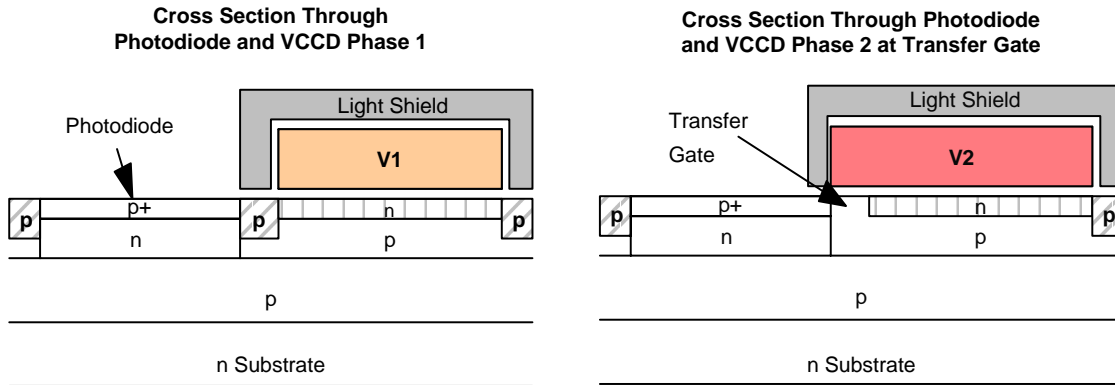 Cross Section Through
Photodiode and VCCD Phase 1
Light Shield
Photodiode
V1
p p+ p n p
n p
p
n Substrate
Cross Section Through Photodiode
and VCCD Phase 2 at Transfer Gate
Light Shield
Transfer
Gate
V2
p p+ n p
n p
p
n Substrate